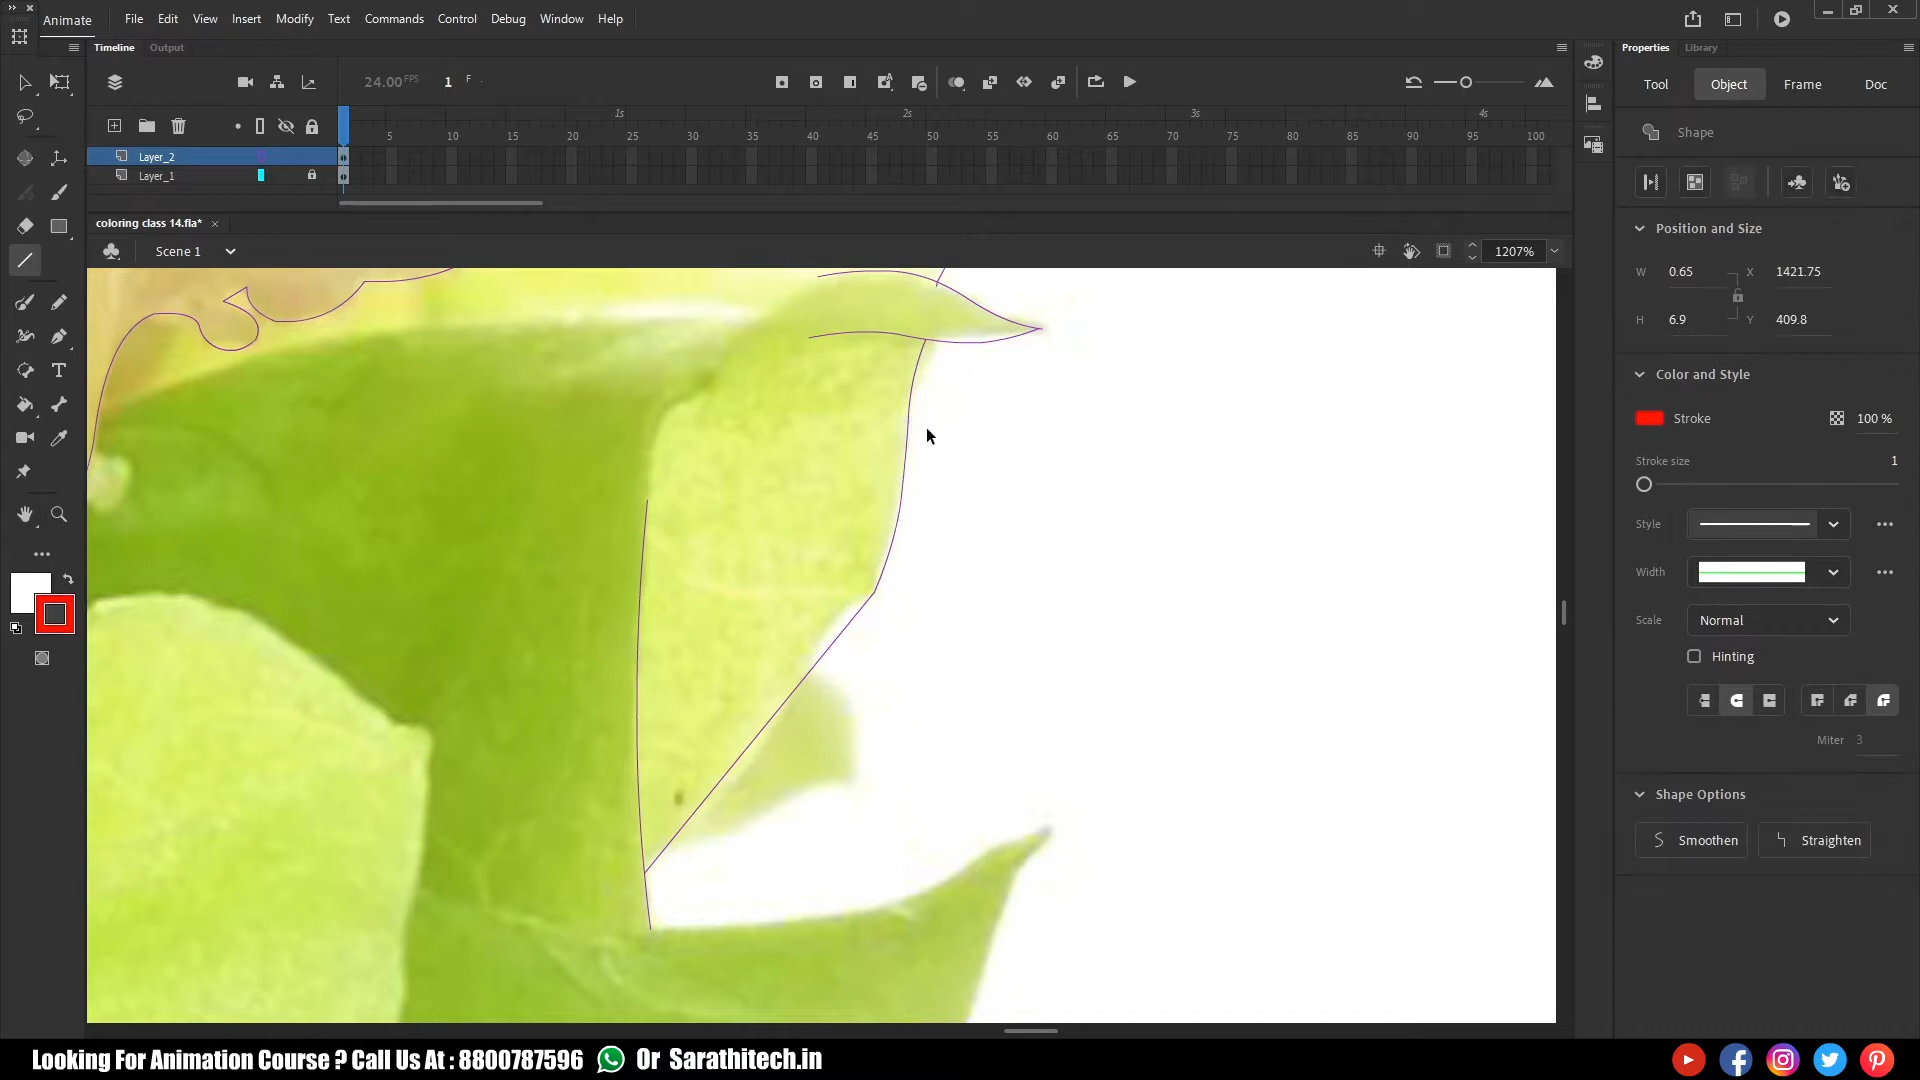 Animate
File Edit View Insert Modify Text Commands Control Debug Window Help
Timeline Output
Properties Library
24.00 FPS 1 F
Tool Object Frame Doc
1s 2s 3s 4s
5 10 15 20 25 30 35 40 45 50 55 60 65 70 75 80 85 90 95 100
Shape
Layer_2
Layer_1
coloring class 14.fla*
Position and Size
Scene 1
1207%
W 0.65 X 1421.75
H 6.9 Y 409.8
Color and Style
Stroke 100 %
Stroke size 1
Style
Width
Scale Normal
Hinting
Miter 3
Shape Options
Smoothen Straighten
Looking For Animation Course ? Call Us At : 8800787596 Or Sarathitech.in